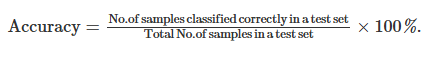 Accuracy = No.of samples classified correctly in a test set / Total No.of samples in a test set × 100%.